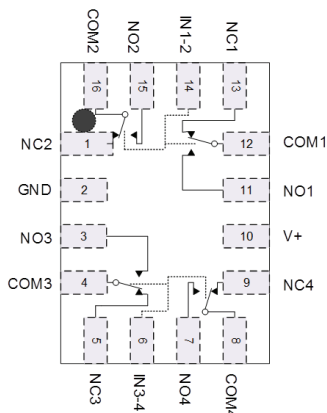 COM2
NO2
IN1-2
NC1
16
15
14
13
NC2
1
12
COM1
GND
2
11
NO1
NO3
3
10
V+
COM3
4
9
NC4
5
6
7
8
NC3
IN3-4
NO4
COM4